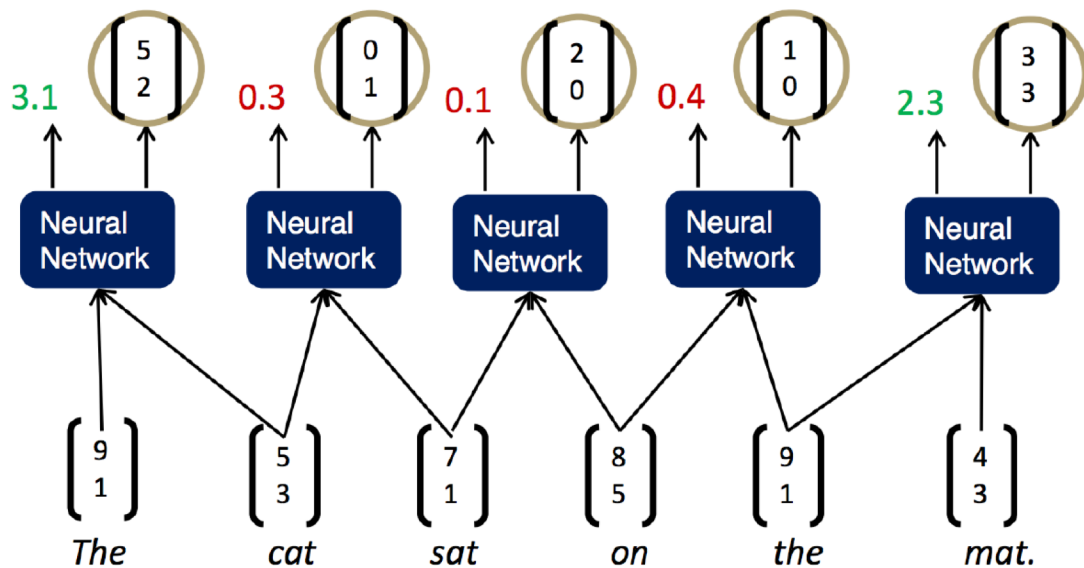 5 0 2 1 3
3.1 2 0.3 1 0.1 0 0.4 0 2.3 3
Neural Neural Neural Neural Neural
Network Network Network Network Network
9 5 7 8 9 4
1 3 1 5 1 3
The cat sat on the mat.